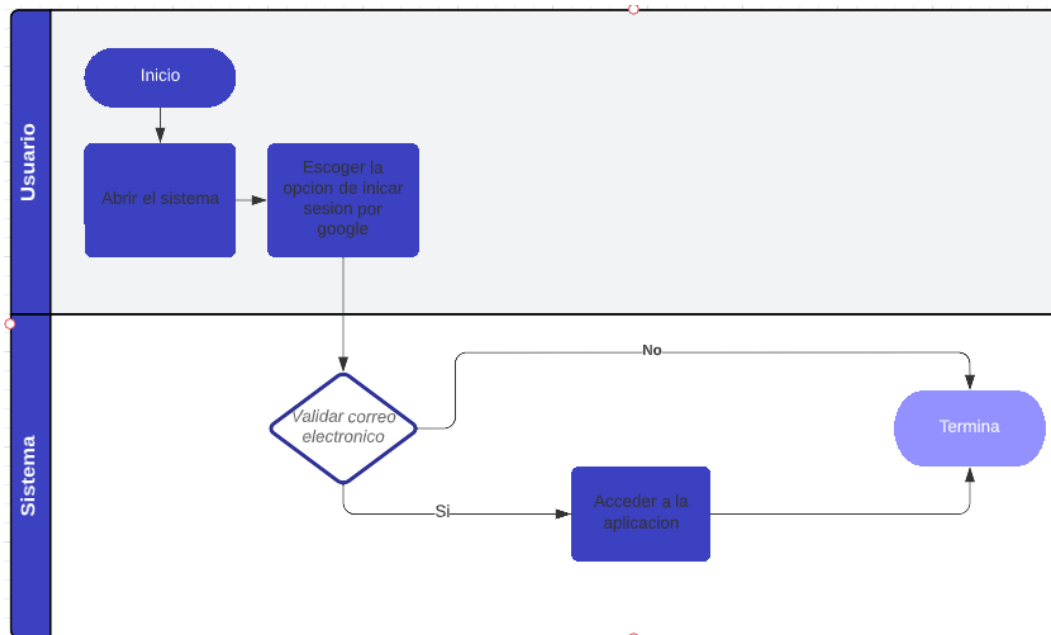 Usuario
Inicio
Abrir el sistema
Escoger la
opcion de inicar
sesion por
google
Sistema
Validar correo
electronico
No
Si
Acceder a la
aplicacion
Termina